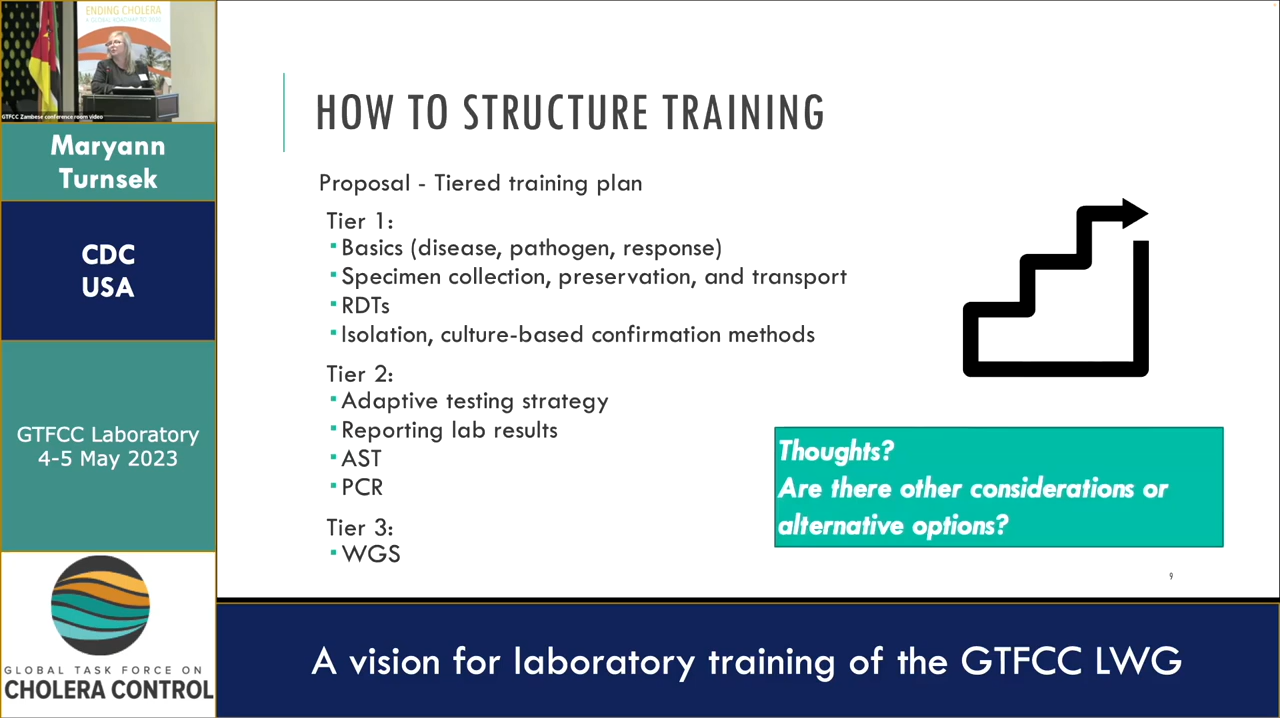 ENDING CHOLERA
A GLOBAL ROADMAP TO 2030
GTFCC Zambese conference room video
Maryann
Turnsek
CDC
USA
GTFCC Laboratory
4-5 May 2023
GLOBAL TASK FORCE ON
CHOLERA CONTROL
HOW TO STRUCTURE TRAINING
Proposal - Tiered training plan
Tier 1:
▪Basics (disease, pathogen, response)
▪Specimen collection, preservation, and transport
▪RDTs
▪Isolation, culture-based confirmation methods
Tier 2:
▪Adaptive testing strategy
▪Reporting lab results
▪AST
▪PCR
Tier 3:
▪WGS
Thoughts?
Are there other considerations or
alternative options?
9
A vision for laboratory training of the GTFCC LWG